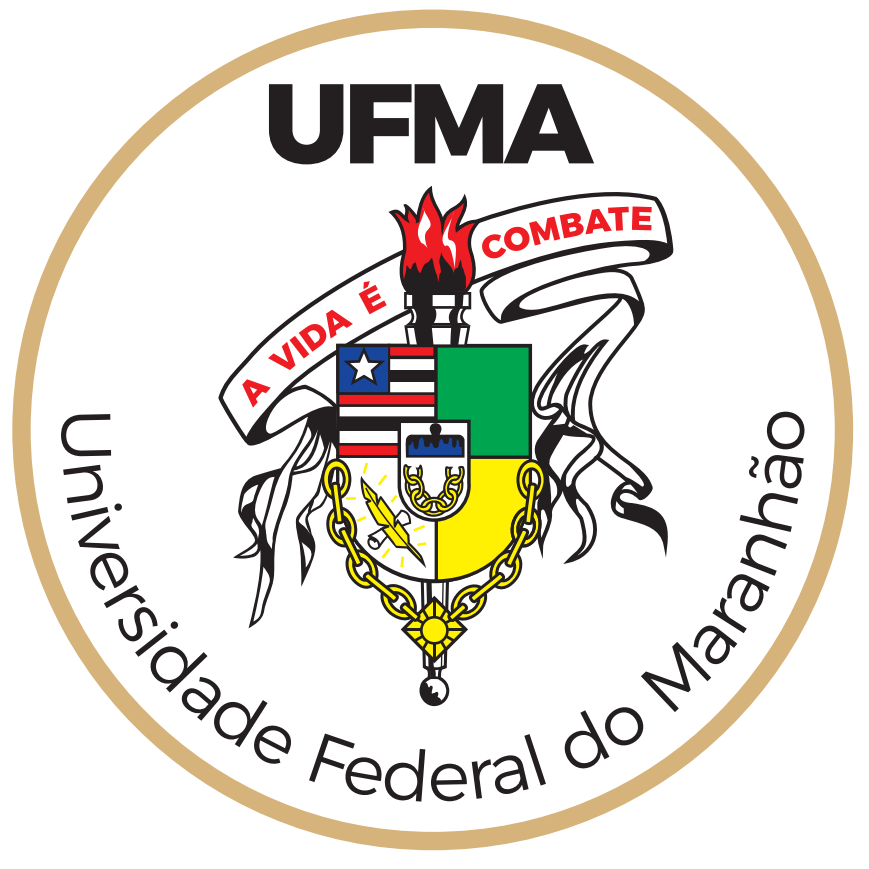 UFMA
A VIDA É COMBATE
Universidade Federal do Maranhão